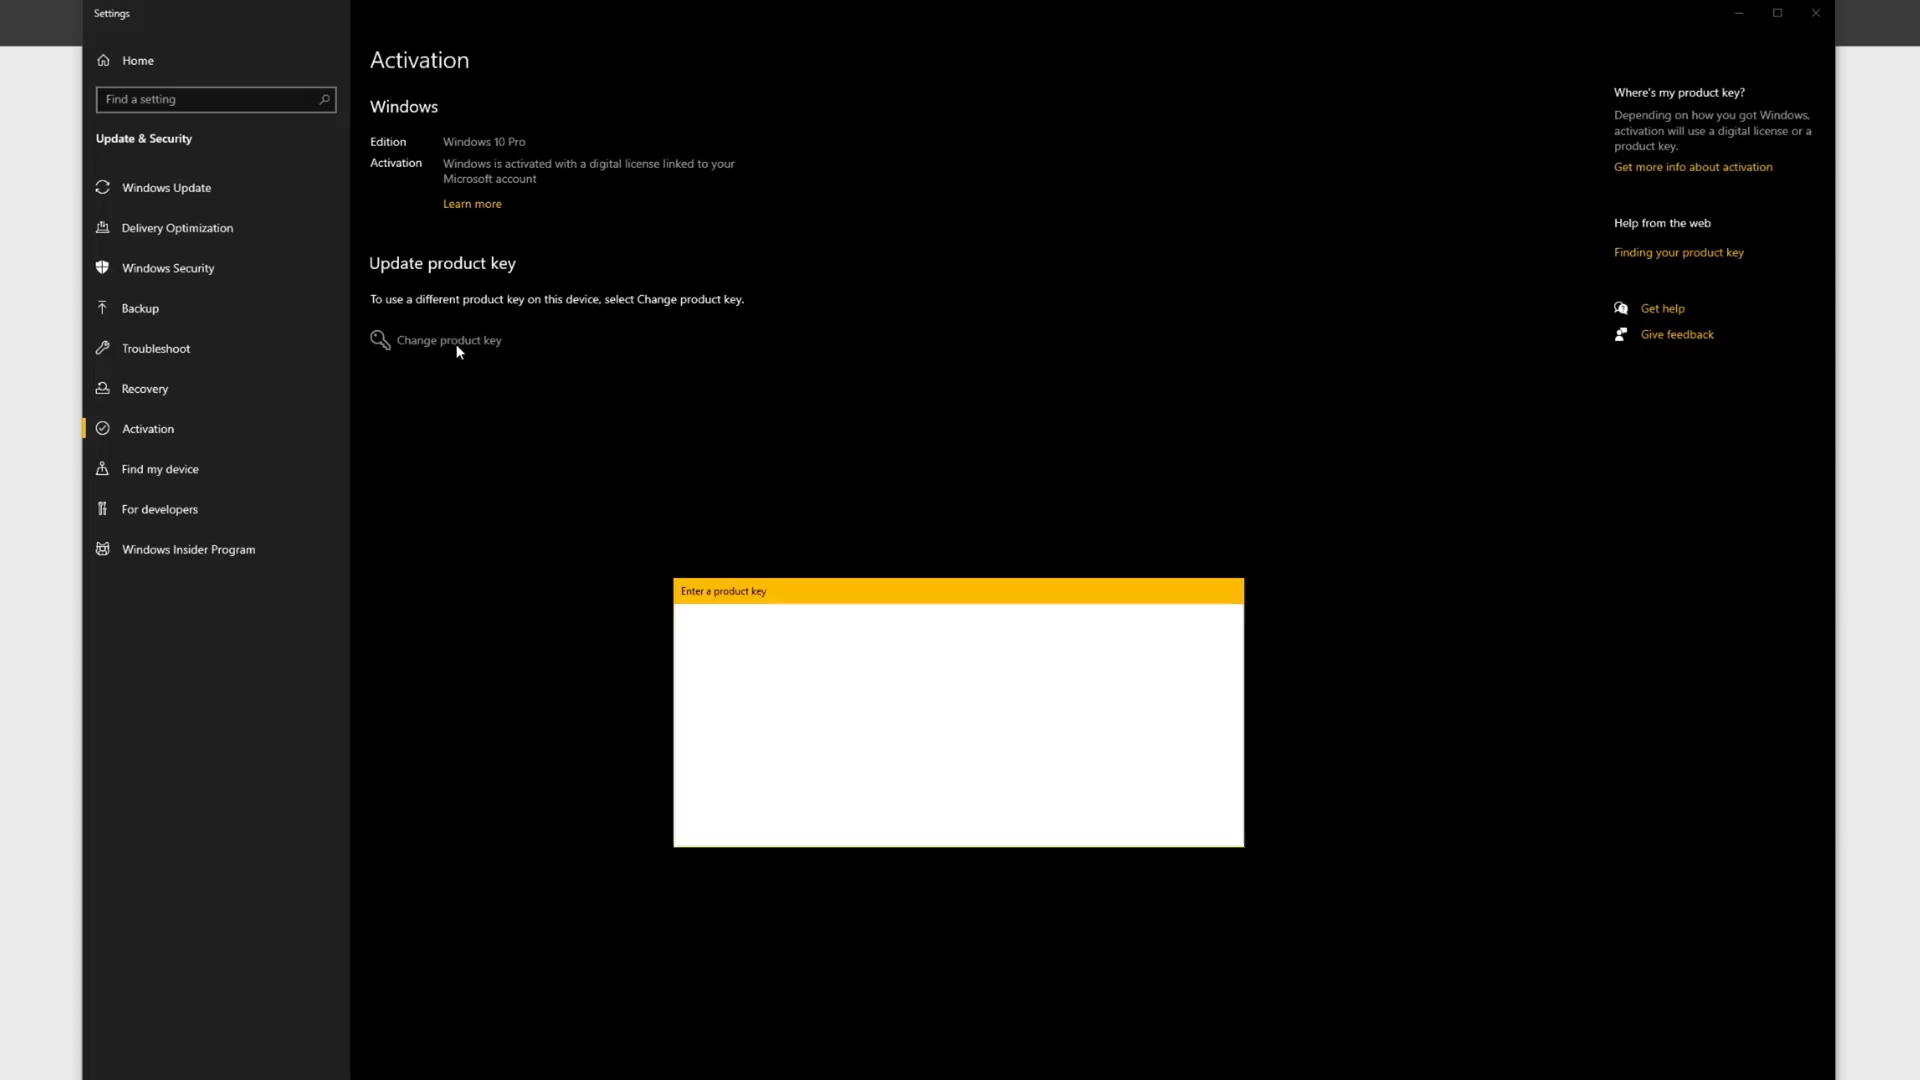 Settings
Home
Find a setting
Update & Security
Windows Update
Delivery Optimization
Windows Security
Backup
Troubleshoot
Recovery
Activation
Find my device
For developers
Windows Insider Program
Activation
Windows
Edition Windows 10 Pro
Activation Windows is activated with a digital license linked to your
Microsoft account
Learn more
Update product key
To use a different product key on this device, select Change product key.
Change product key
Enter a product key
Where's my product key?
Depending on how you got Windows,
activation will use a digital license or a
product key.
Get more info about activation
Help from the web
Finding your product key
Get help
Give feedback